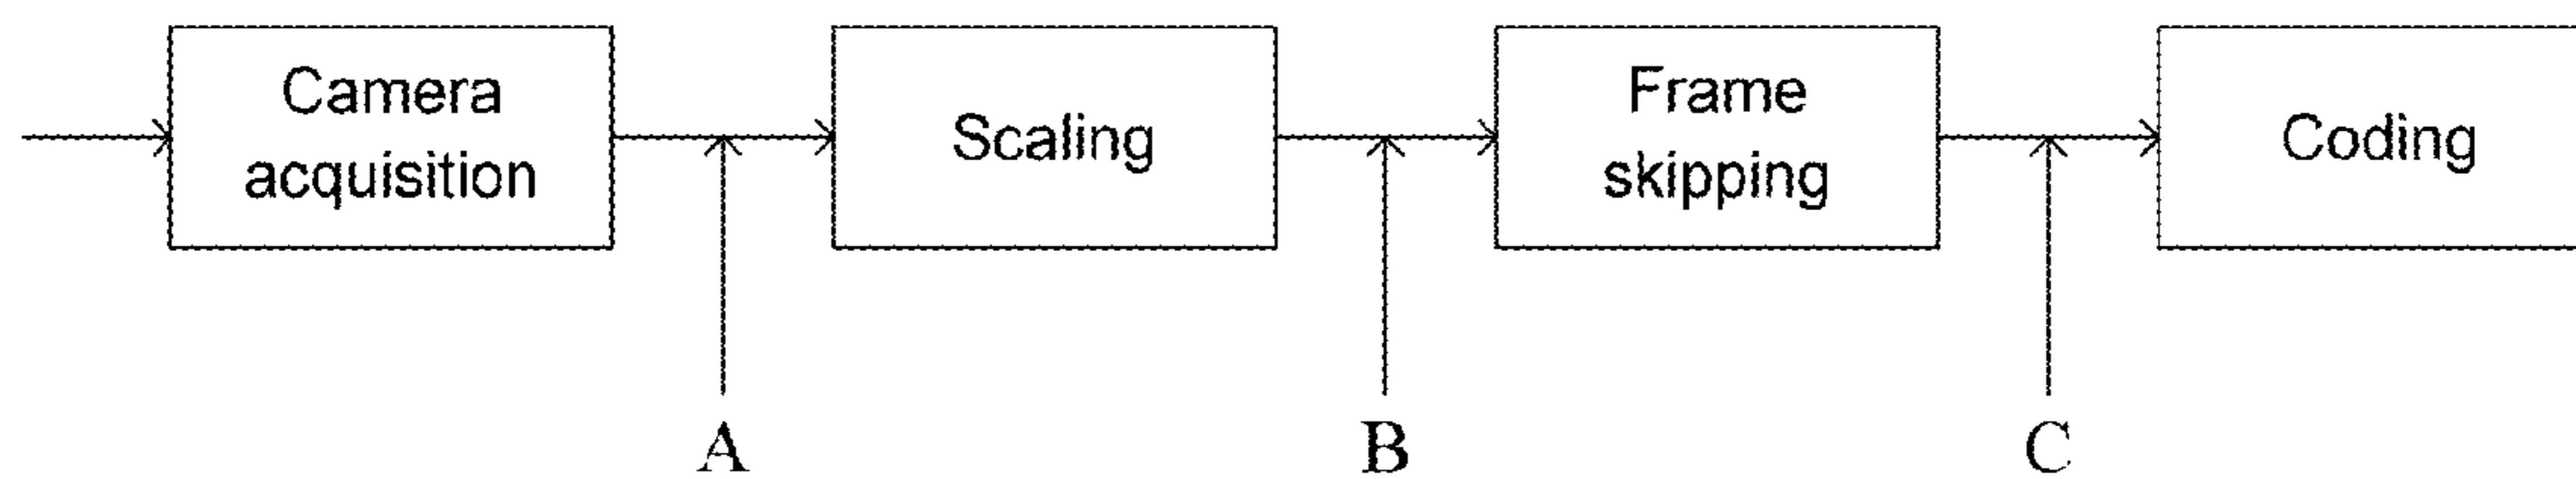 Camera
acquisition
Scaling
Frame
skipping
Coding
A
B
C